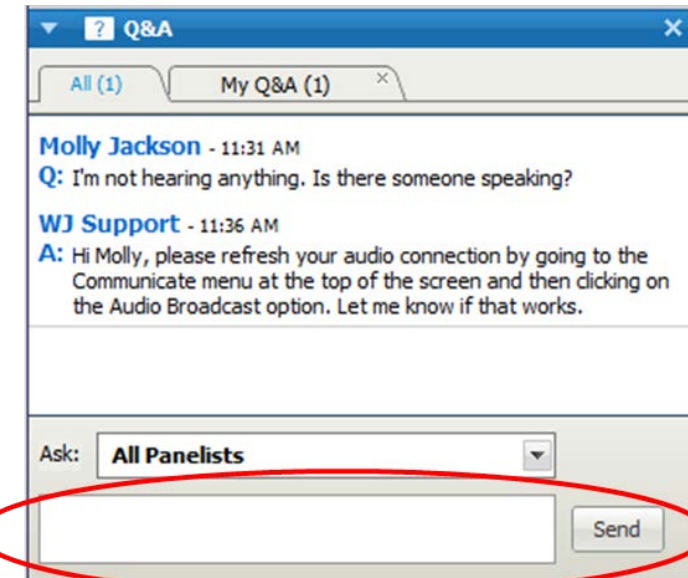 ? Q&A
All (1) My Q&A (1)
Molly Jackson - 11:31 AM
Q: I'm not hearing anything. Is there someone speaking?
WJ Support - 11:36 AM
A: Hi Molly, please refresh your audio connection by going to the
Communicate menu at the top of the screen and then clicking on
the Audio Broadcast option. Let me know if that works.
Ask: All Panelists
Send